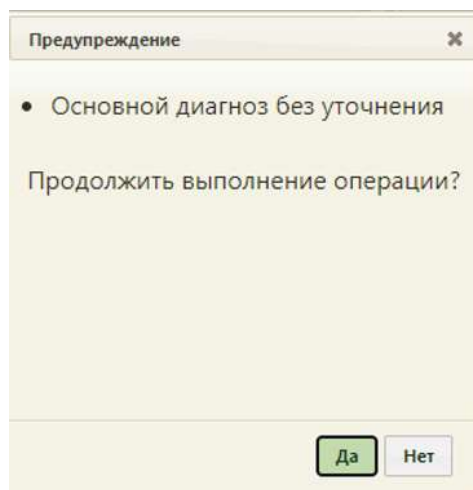 Предупреждение
• Основной диагноз без уточнения
Продолжить выполнение операции?
Да Нет